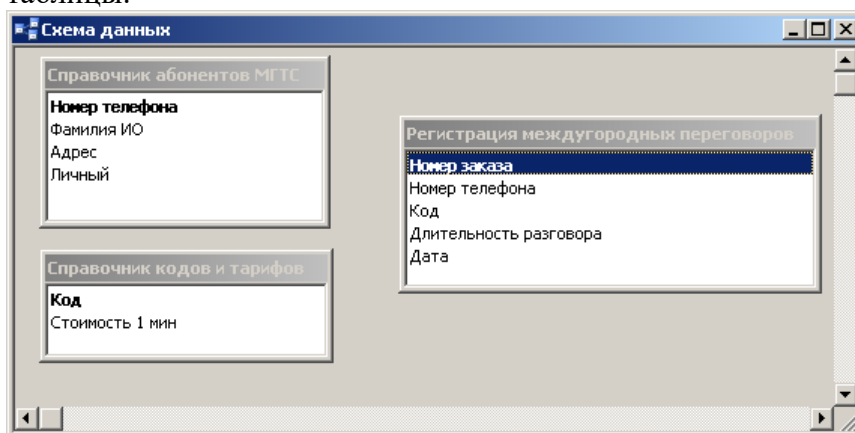 таблицы.
Схема данных
Справочник абонентов МГТС
Номер телефона
Фамилия ИО
Адрес
Личный
Регистрация междугородных переговоров
Номер заказа
Номер телефона
Код
Длительность разговора
Дата
Справочник кодов и тарифов
Код
Стоимость 1 мин